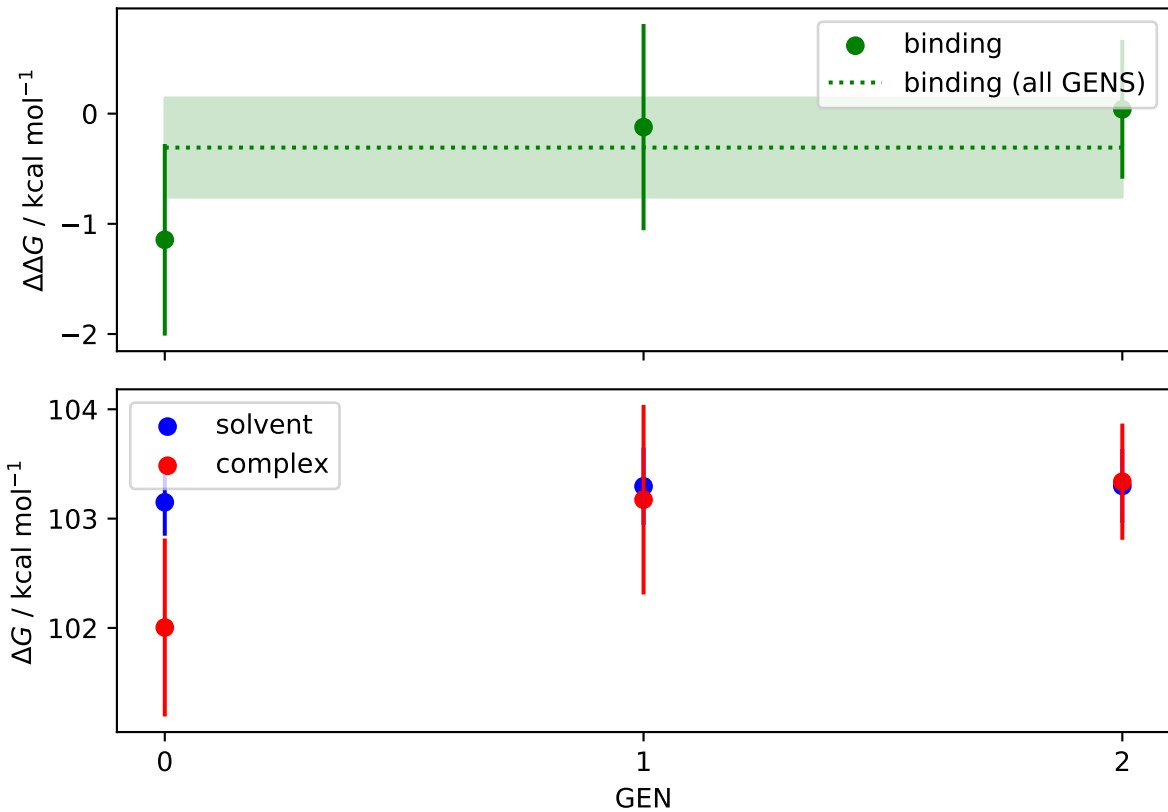 binding
binding (all GENS)
0
−1
−2
ΔΔG / kcal mol⁻¹
solvent
complex
104
103
102
ΔG / kcal mol⁻¹
0 1 2
GEN